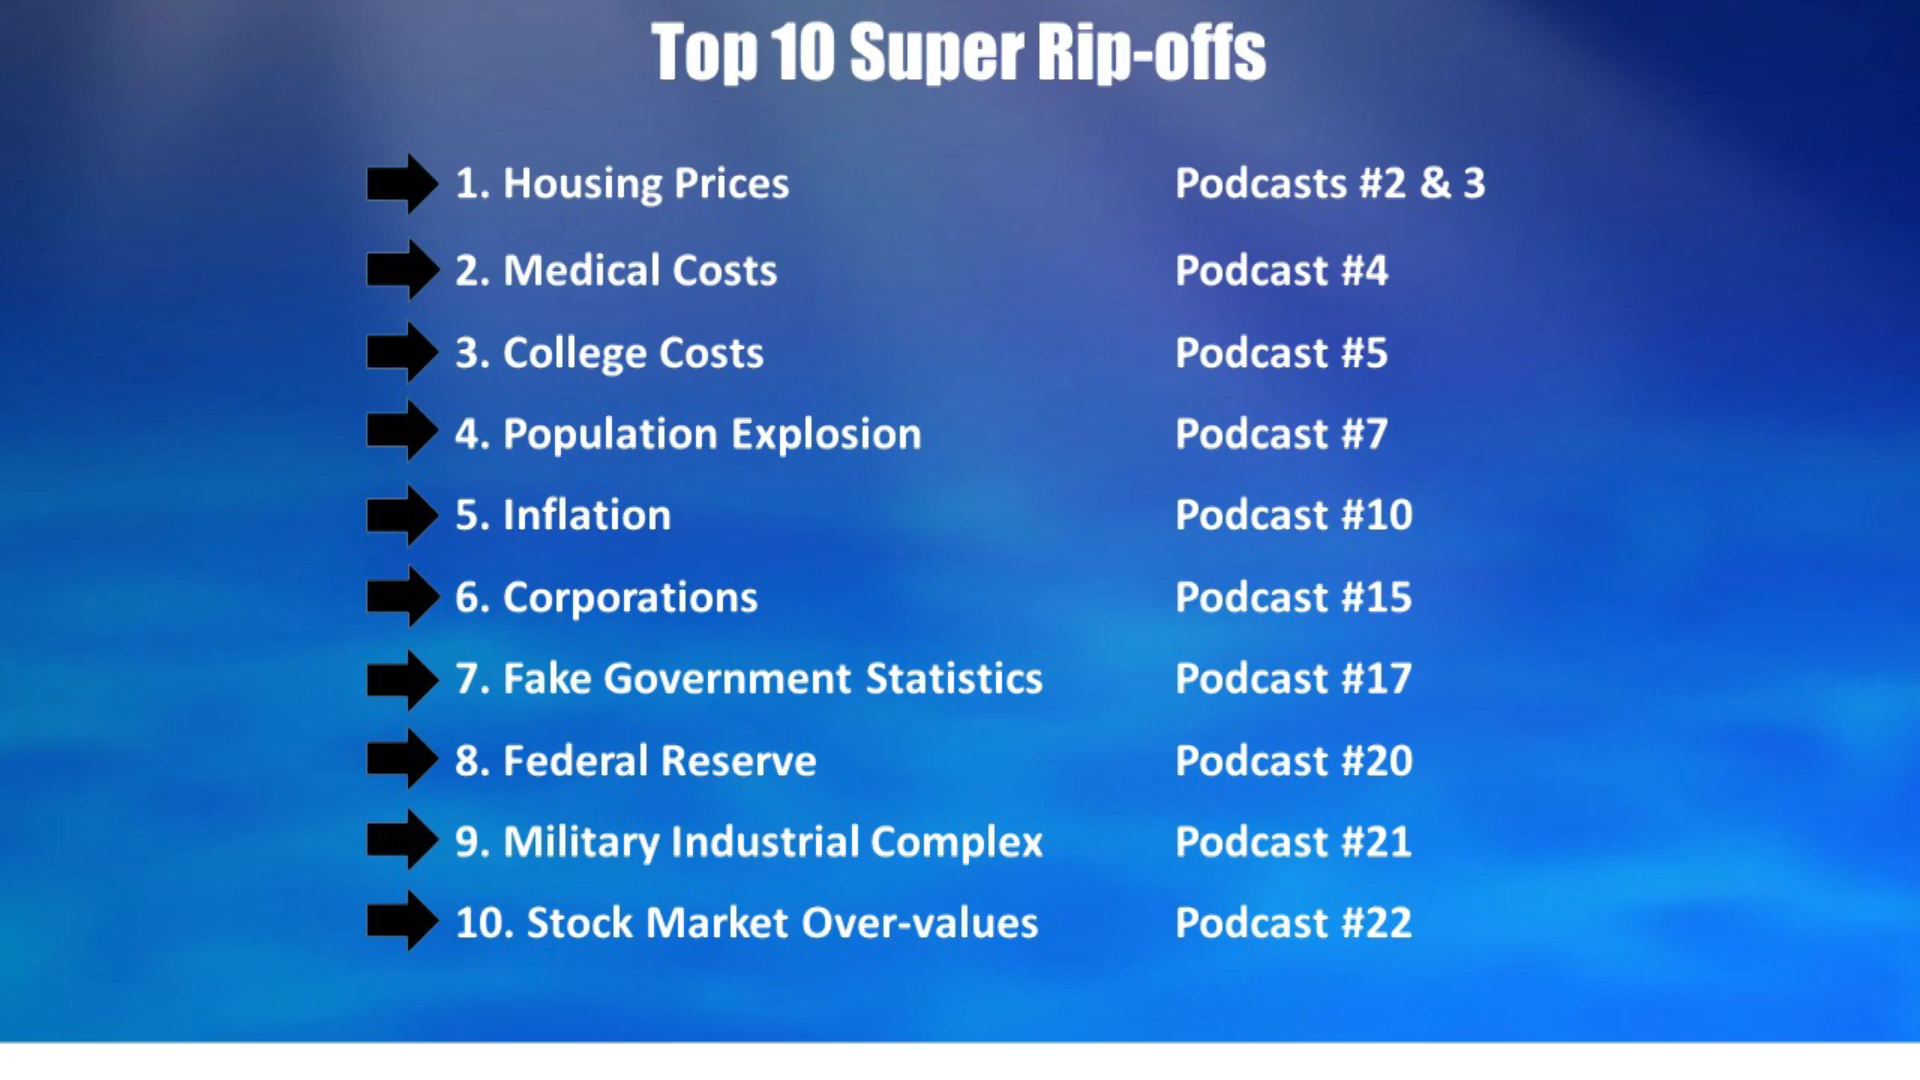 Top 10 Super Rip-offs
1. Housing Prices Podcasts #2 & 3
2. Medical Costs Podcast #4
3. College Costs Podcast #5
4. Population Explosion Podcast #7
5. Inflation Podcast #10
6. Corporations Podcast #15
7. Fake Government Statistics Podcast #17
8. Federal Reserve Podcast #20
9. Military Industrial Complex Podcast #21
10. Stock Market Over-values Podcast #22